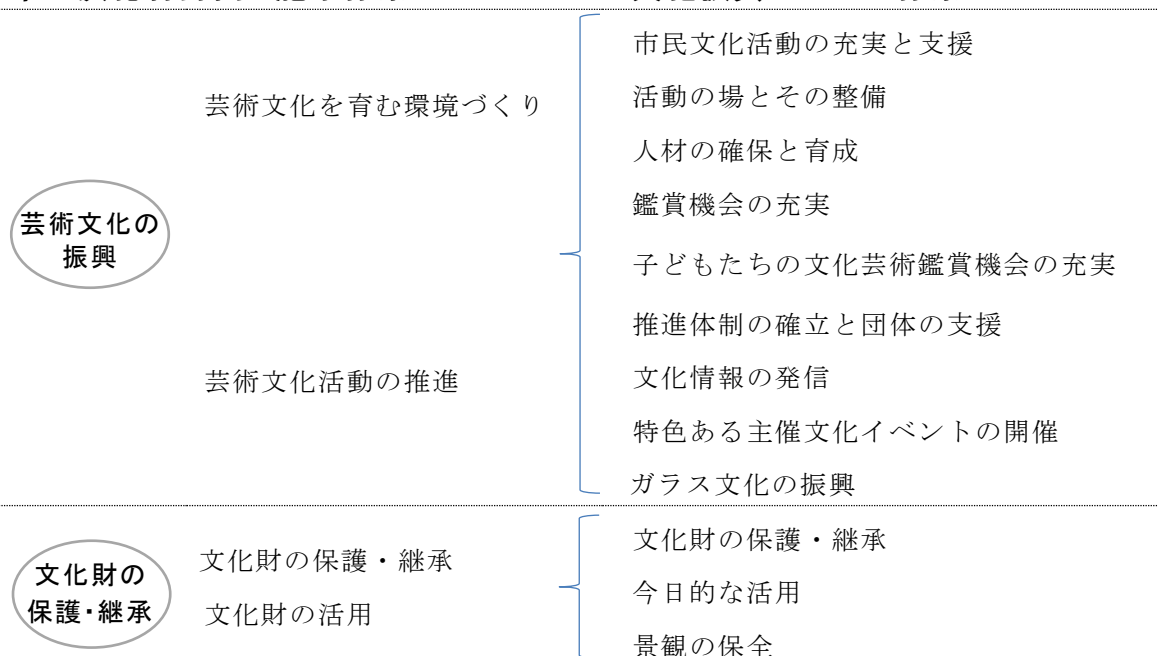 芸術文化の
振興
芸術文化を育む環境づくり
芸術文化活動の推進
市民文化活動の充実と支援
活動の場とその整備
人材の確保と育成
鑑賞機会の充実
子どもたちの文化芸術鑑賞機会の充実
推進体制の確立と団体の支援
文化情報の発信
特色ある主催文化イベントの開催
ガラス文化の振興
文化財の
保護・継承
文化財の保護・継承
文化財の活用
文化財の保護・継承
今日的な活用
景観の保全